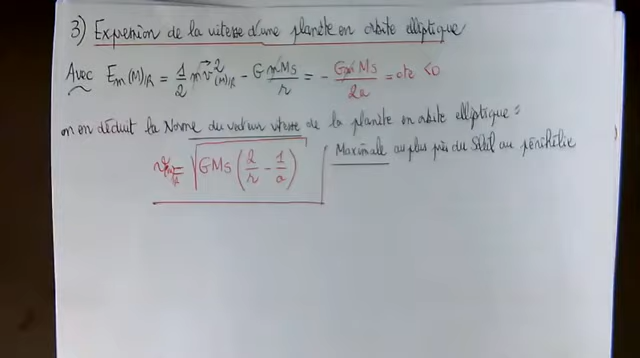 3) Expression de la vitesse d'une planète en orbite elliptique
Avec Em(M)/R = 1/2 m v²(M)/R - G m Ms / r = - G m Ms / 2a = cte < 0
on en déduit la Norme du vecteur vitesse de la planète en orbite elliptique :
v(M)/R = √(G Ms (2/r - 1/a)) Maximale au plus près du Soleil au périhélie